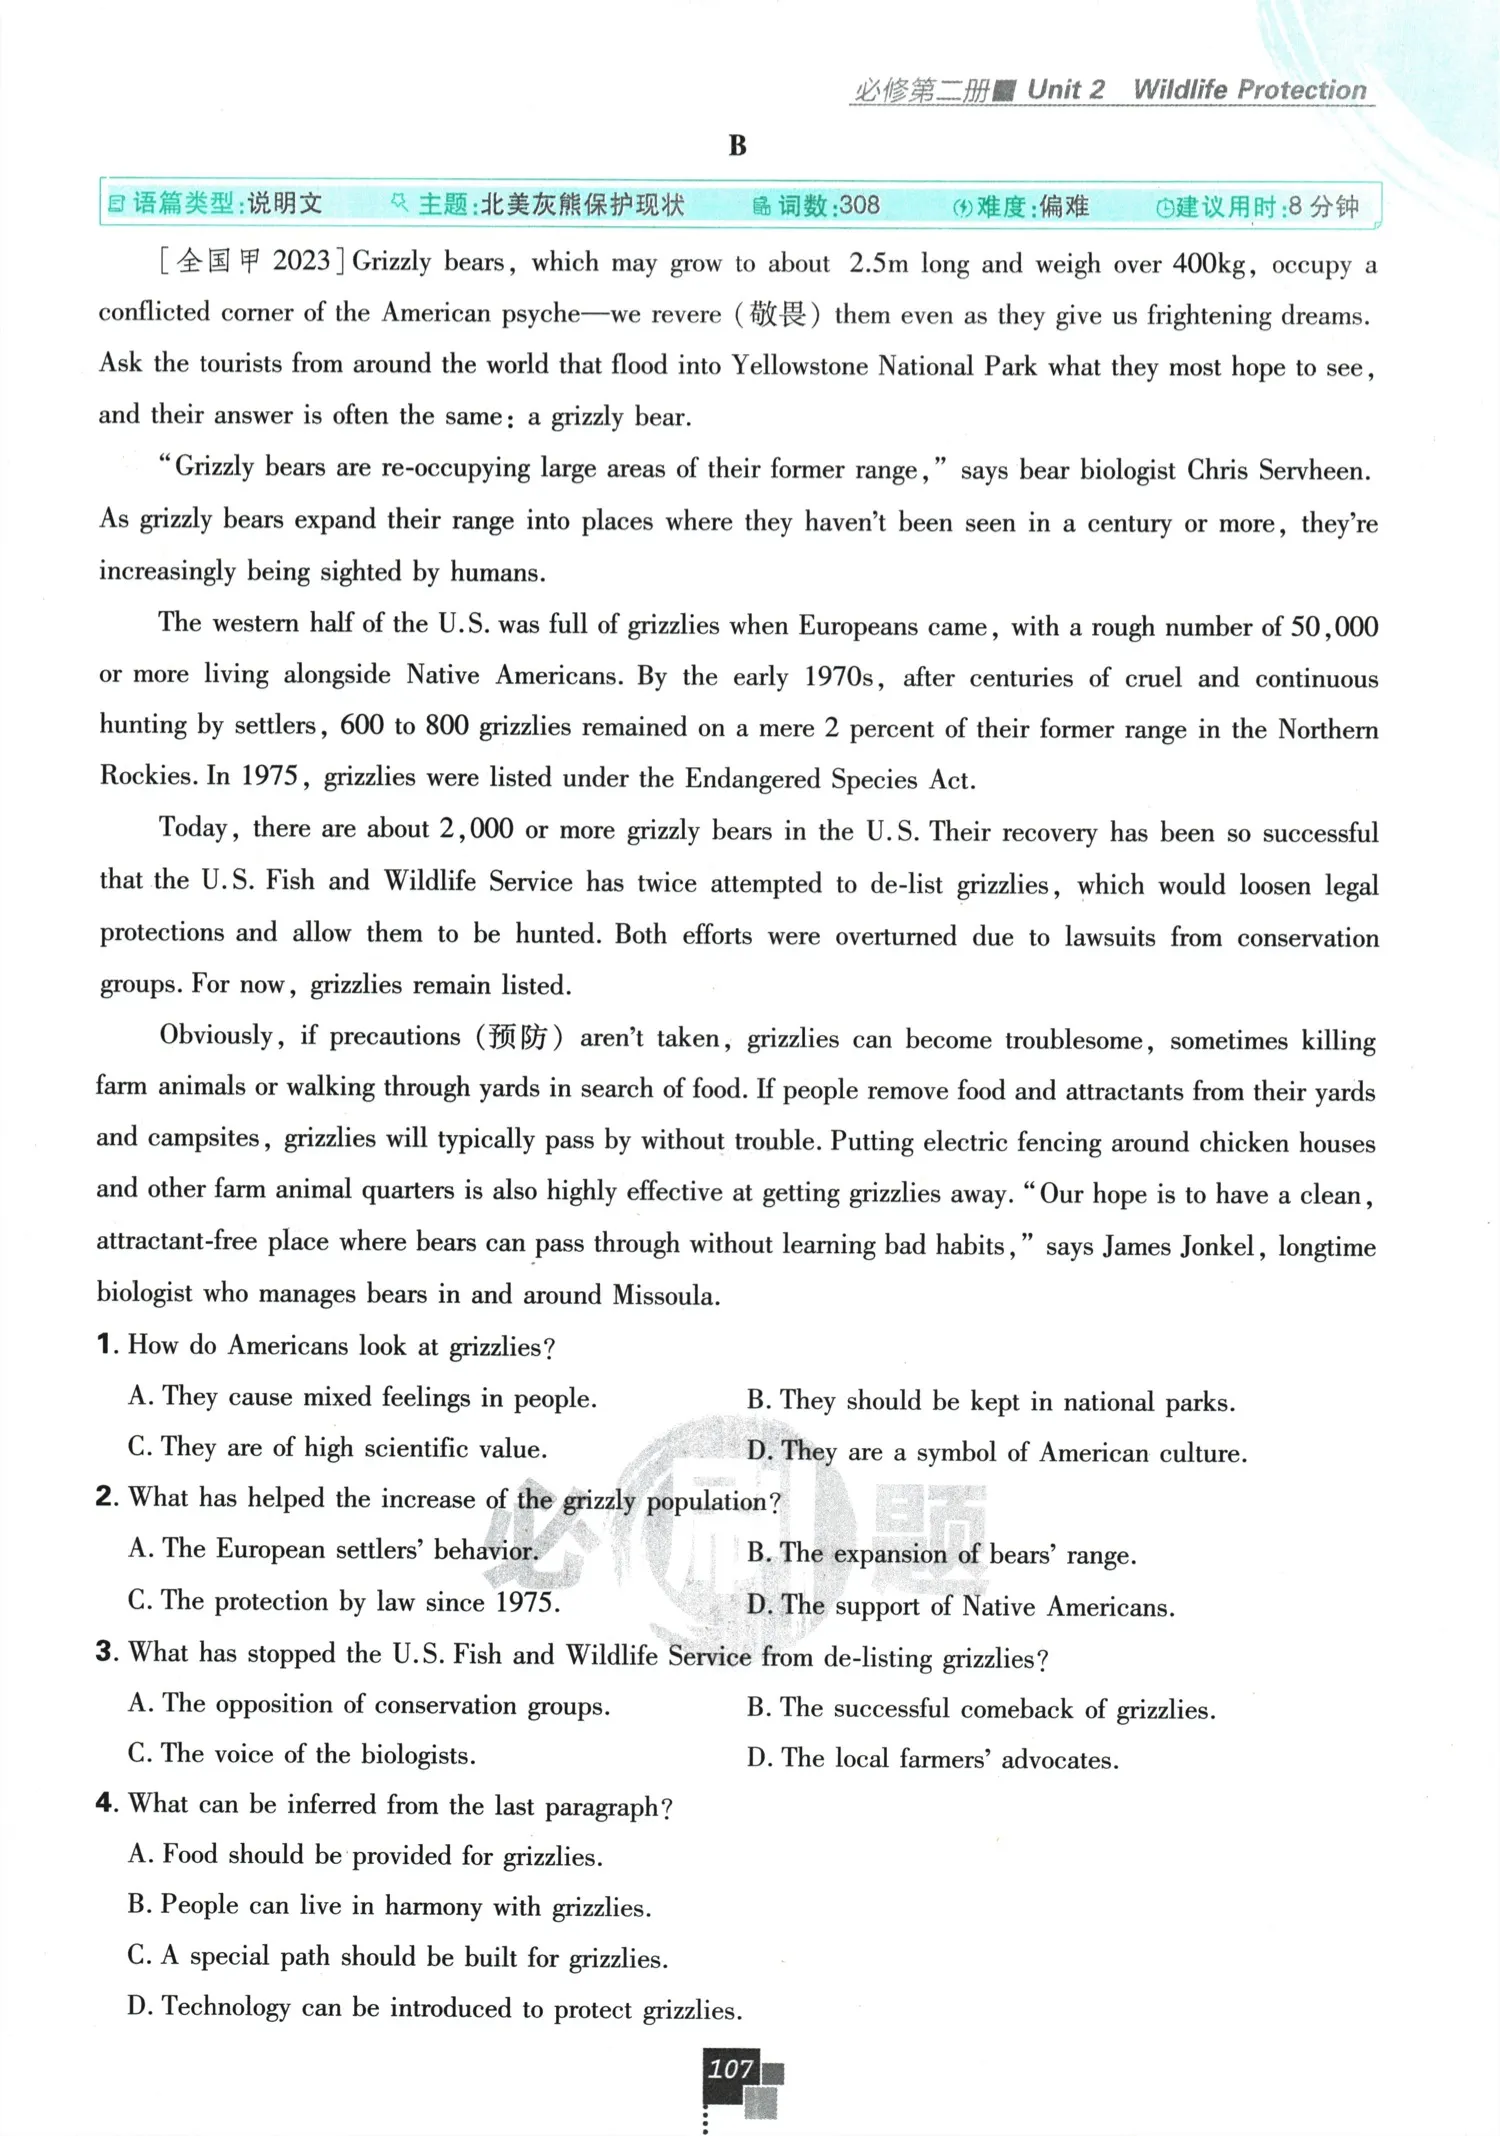 必修第二册 Unit 2 Wildlife Protection
B
语篇类型:说明文 主题:北美灰熊保护现状 词数:308 难度:偏难 建议用时:8 分钟
[全国甲 2023]Grizzly bears, which may grow to about 2.5m long and weigh over 400kg, occupy a
conflicted corner of the American psyche—we revere (敬畏) them even as they give us frightening dreams.
Ask the tourists from around the world that flood into Yellowstone National Park what they most hope to see,
and their answer is often the same: a grizzly bear.
“Grizzly bears are re-occupying large areas of their former range,” says bear biologist Chris Servheen.
As grizzly bears expand their range into places where they haven’t been seen in a century or more, they’re
increasingly being sighted by humans.
The western half of the U.S. was full of grizzlies when Europeans came, with a rough number of 50,000
or more living alongside Native Americans. By the early 1970s, after centuries of cruel and continuous
hunting by settlers, 600 to 800 grizzlies remained on a mere 2 percent of their former range in the Northern
Rockies. In 1975, grizzlies were listed under the Endangered Species Act.
Today, there are about 2,000 or more grizzly bears in the U.S. Their recovery has been so successful
that the U.S. Fish and Wildlife Service has twice attempted to de-list grizzlies, which would loosen legal
protections and allow them to be hunted. Both efforts were overturned due to lawsuits from conservation
groups. For now, grizzlies remain listed.
Obviously, if precautions (预防) aren’t taken, grizzlies can become troublesome, sometimes killing
farm animals or walking through yards in search of food. If people remove food and attractants from their yards
and campsites, grizzlies will typically pass by without trouble. Putting electric fencing around chicken houses
and other farm animal quarters is also highly effective at getting grizzlies away. “Our hope is to have a clean,
attractant-free place where bears can pass through without learning bad habits,” says James Jonkel, longtime
biologist who manages bears in and around Missoula.
1. How do Americans look at grizzlies?
A. They cause mixed feelings in people. B. They should be kept in national parks.
C. They are of high scientific value. D. They are a symbol of American culture.
2. What has helped the increase of the grizzly population?
A. The European settlers’ behavior. B. The expansion of bears’ range.
C. The protection by law since 1975. D. The support of Native Americans.
3. What has stopped the U.S. Fish and Wildlife Service from de-listing grizzlies?
A. The opposition of conservation groups. B. The successful comeback of grizzlies.
C. The voice of the biologists. D. The local farmers’ advocates.
4. What can be inferred from the last paragraph?
A. Food should be provided for grizzlies.
B. People can live in harmony with grizzlies.
C. A special path should be built for grizzlies.
D. Technology can be introduced to protect grizzlies.
必刷题
107